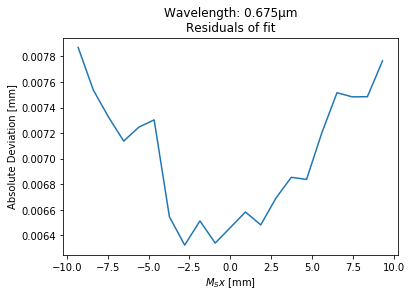 Wavelength: 0.675μm
Residuals of fit
Absolute Deviation [mm]
0.0078
0.0076
0.0074
0.0072
0.0070
0.0068
0.0066
0.0064
−10.0 −7.5 −5.0 −2.5 0.0 2.5 5.0 7.5 10.0
M_S x [mm]